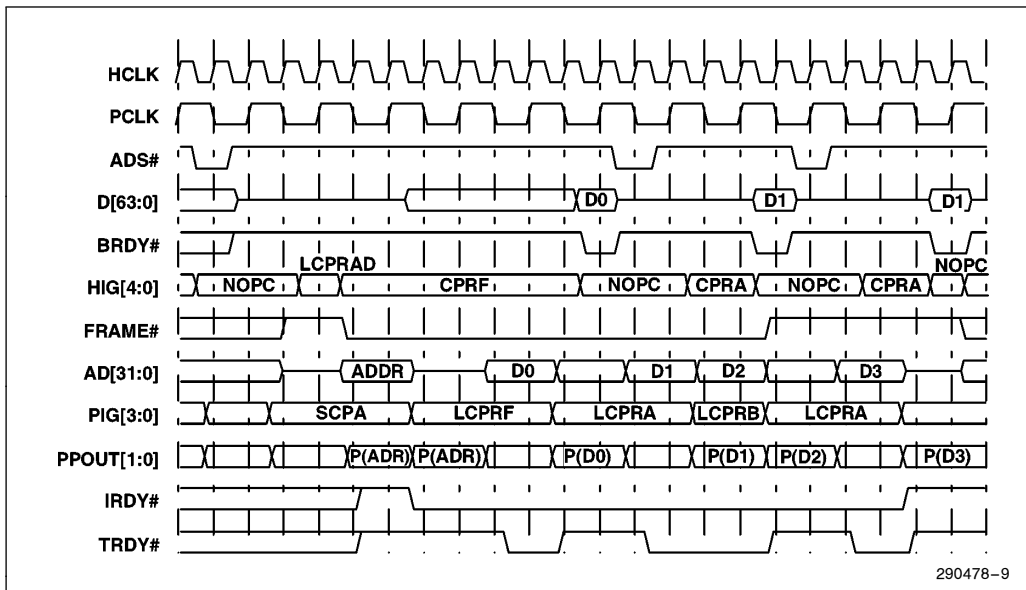 HCLK
PCLK
ADS#
D[63:0] D0 D1 D1
BRDY#
LCPRAD NOPC
HIG[4:0] NOPC CPRF NOPC CPRA NOPC CPRA
FRAME#
AD[31:0] ADDR D0 D1 D2 D3
PIG[3:0] SCPA LCPRF LCPRA LCPRB LCPRA
PPOUT[1:0] P(ADR) P(ADR) P(D0) P(D1) P(D2) P(D3)
IRDY#
TRDY#
290478–9